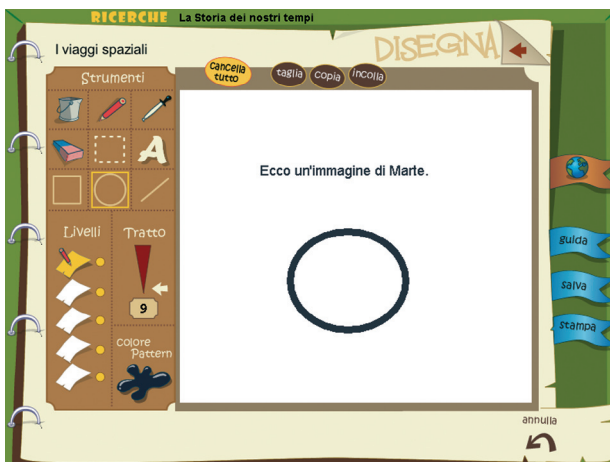 RICERCHE La Storia dei nostri tempi
I viaggi spaziali
DISEGNA
Strumenti
cancella
tutto
taglia
copia
incolla
A
Ecco un'immagine di Marte.
Livelli
Tratto
9
colore
Pattern
guida
salva
stampa
annulla